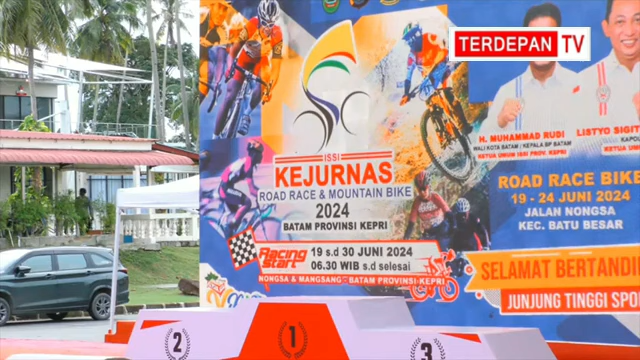 TERDEPAN TV
ISSI
KEJURNAS
ROAD RACE & MOUNTAIN BIKE
2024
BATAM PROVINSI KEPRI
Racing
start
19 s.d 30 JUNI 2024
06.30 WIB s.d selesai
NONGSA & MANGSANG - BATAM PROVINSI KEPRI
H. MUHAMMAD RUDI
WALI KOTA BATAM / KEPALA BP BATAM
KETUA UMUM ISSI PROV. KEPRI
LISTYO SIGIT
KETUA UMUM
ROAD RACE BIKE
19 - 24 JUNI 2024
JALAN NONGSA
KEC. BATU BESAR
SELAMAT BERTANDI
JUNJUNG TINGGI SPO
2
1
3